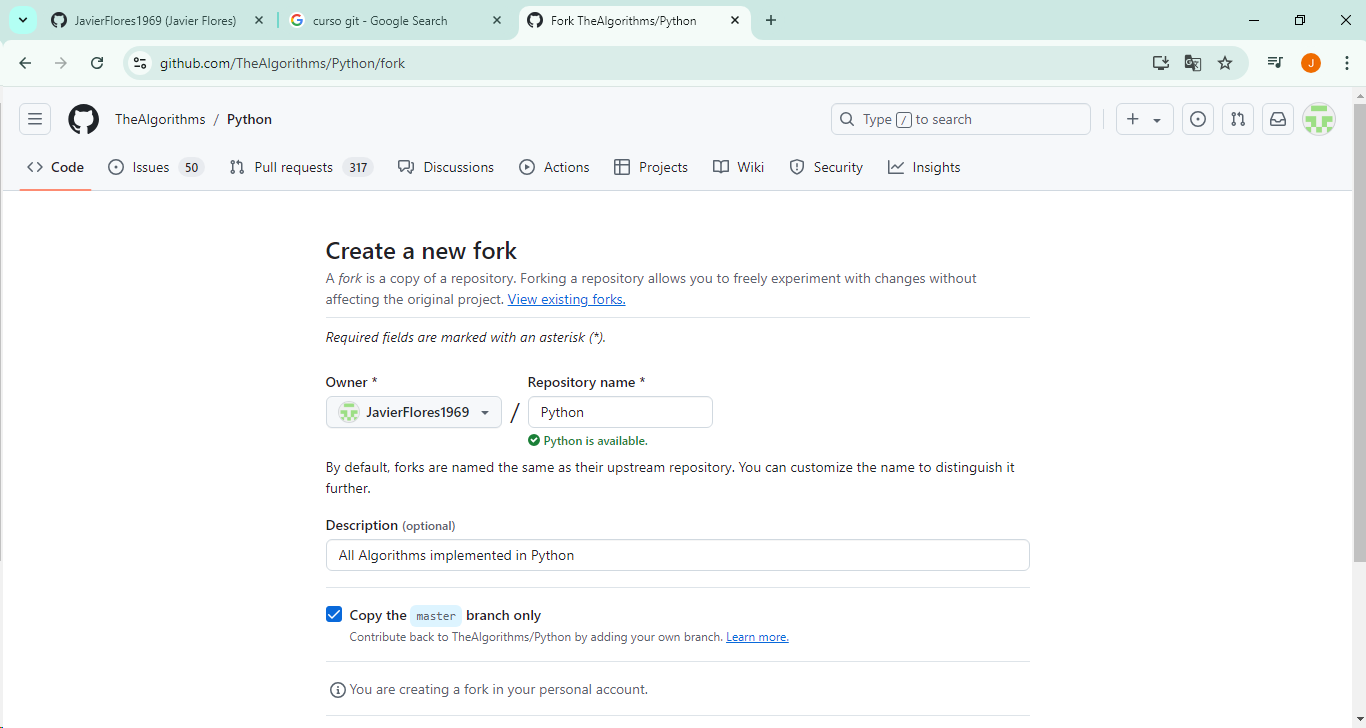 JavierFlores1969 (Javier Flores)
curso git - Google Search
Fork TheAlgorithms/Python
github.com/TheAlgorithms/Python/fork
J
TheAlgorithms / Python
Type / to search
Code
Issues 50
Pull requests 317
Discussions
Actions
Projects
Wiki
Security
Insights
Create a new fork
A fork is a copy of a repository. Forking a repository allows you to freely experiment with changes without
affecting the original project. View existing forks.
Required fields are marked with an asterisk (*).
Owner *
Repository name *
JavierFlores1969 / Python
Python is available.
By default, forks are named the same as their upstream repository. You can customize the name to distinguish it
further.
Description (optional)
All Algorithms implemented in Python
Copy the master branch only
Contribute back to TheAlgorithms/Python by adding your own branch. Learn more.
You are creating a fork in your personal account.